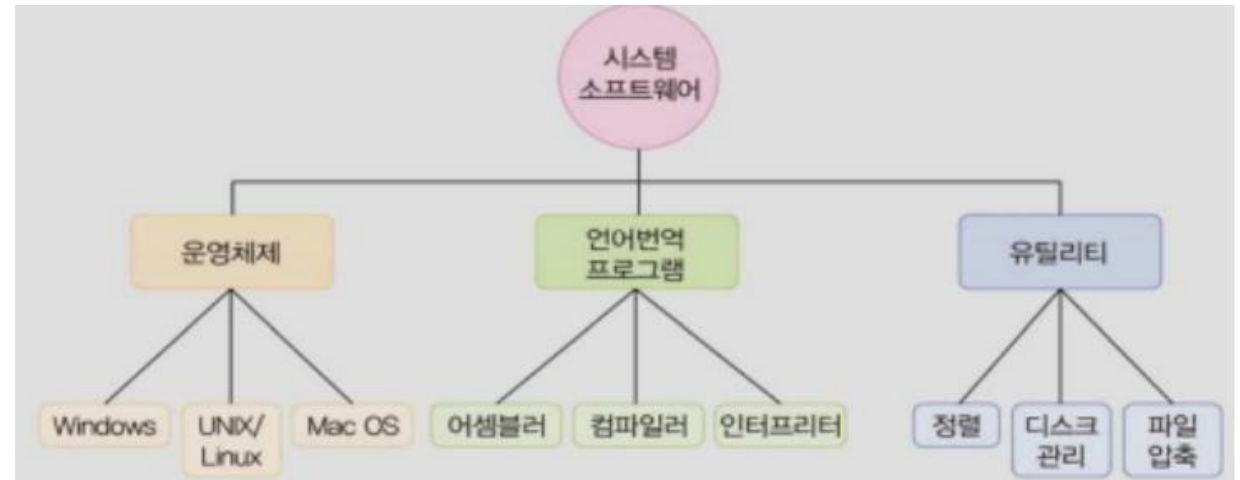 시스템
소프트웨어
운영체제
언어번역
프로그램
유틸리티
Windows
UNIX/
Linux
Mac OS
어셈블러
컴파일러
인터프리터
정렬
디스크
관리
파일
압축